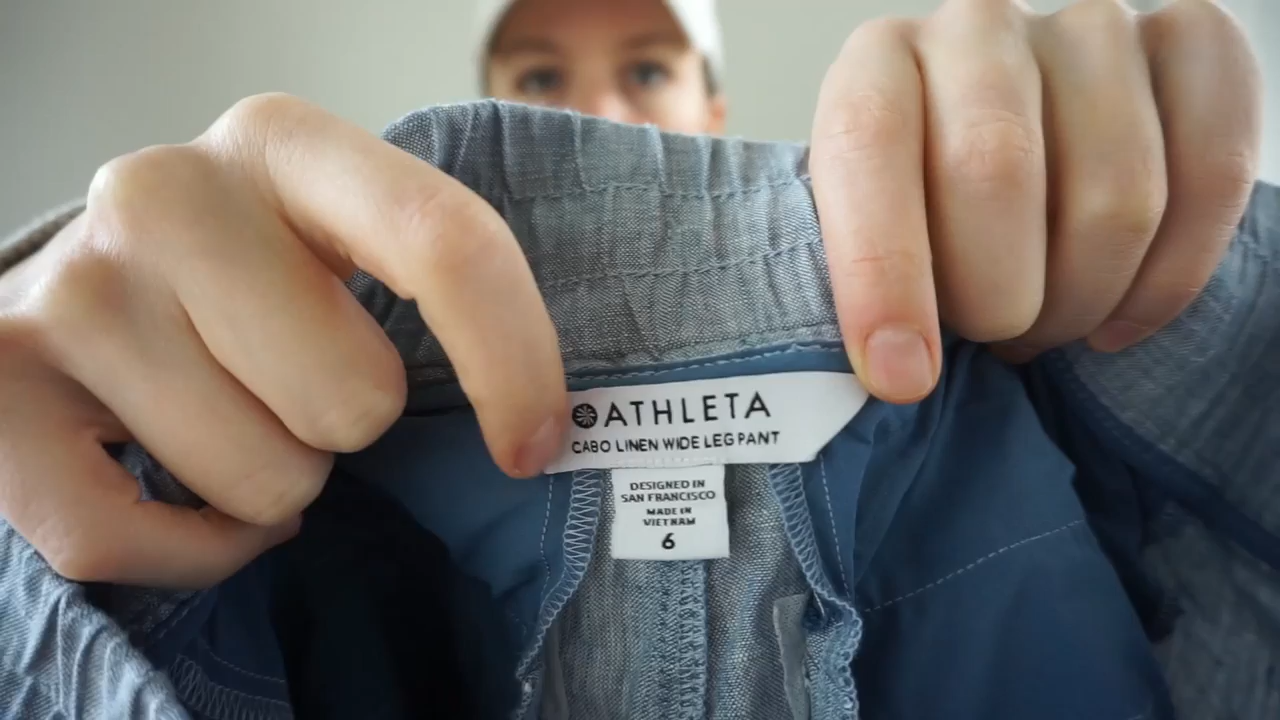 ATHLETA
CABO LINEN WIDE LEG PANT
DESIGNED IN
SAN FRANCISCO
MADE IN
VIETNAM
6